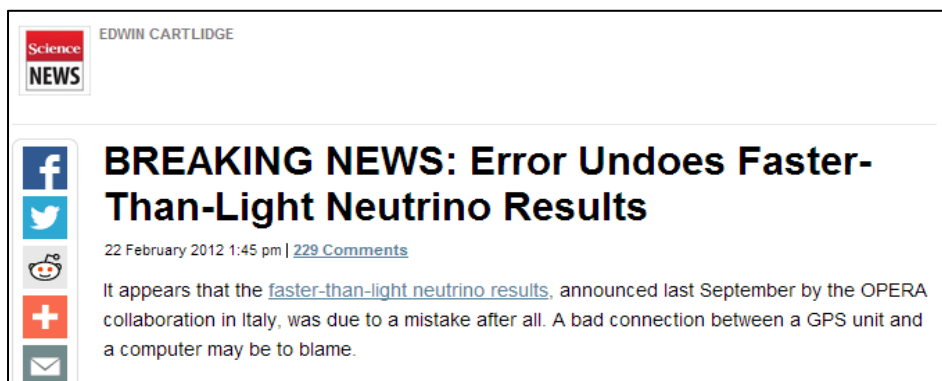 Science
NEWS
EDWIN CARTLIDGE
BREAKING NEWS: Error Undoes Faster-
Than-Light Neutrino Results
22 February 2012 1:45 pm | 229 Comments
It appears that the faster-than-light neutrino results, announced last September by the OPERA
collaboration in Italy, was due to a mistake after all. A bad connection between a GPS unit and
a computer may be to blame.